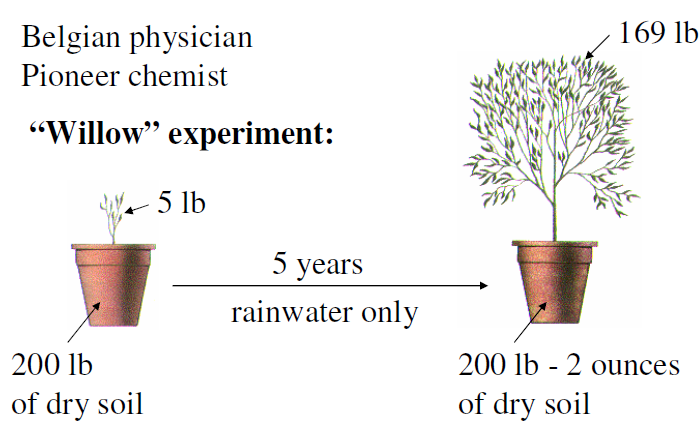 Belgian physician
Pioneer chemist
“Willow” experiment:
169 lb
5 lb
5 years
rainwater only
200 lb
of dry soil
200 lb - 2 ounces
of dry soil